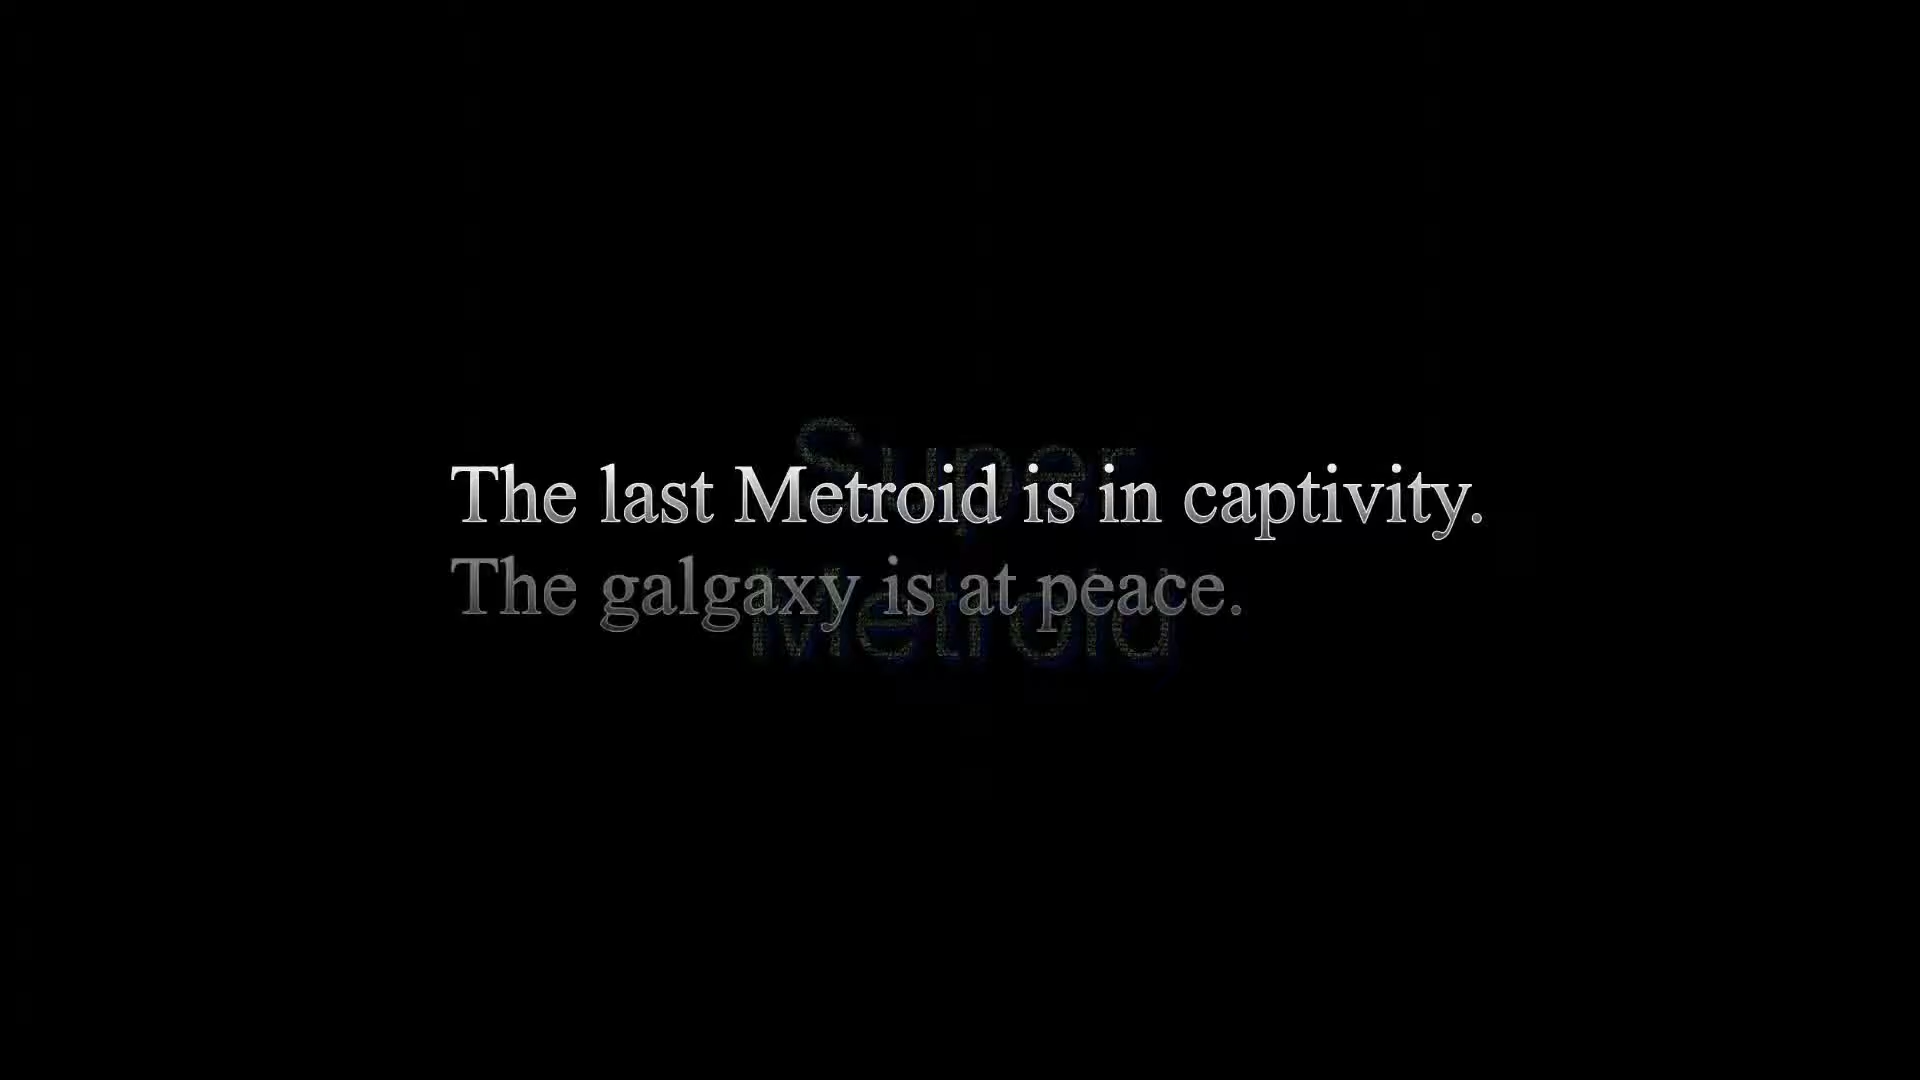 Super
The last Metroid is in captivity.
The galgaxy is at peace.
Metroid